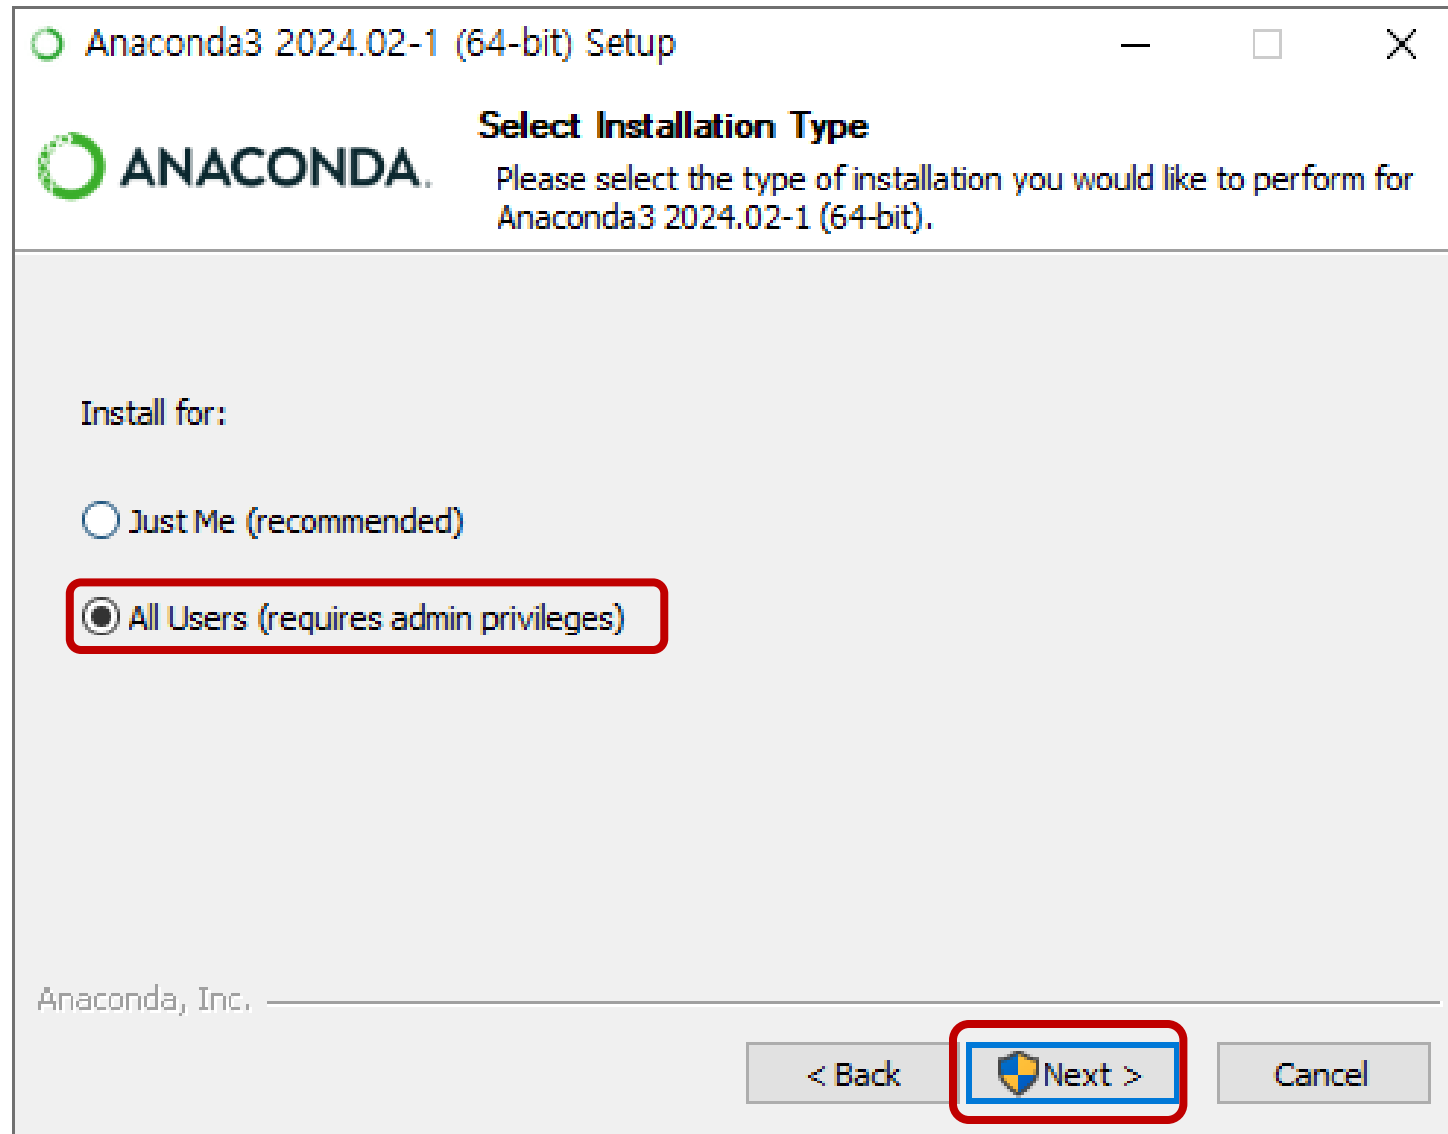 Anaconda3 2024.02-1 (64-bit) Setup
Select Installation Type
ANACONDA.
Please select the type of installation you would like to perform for
Anaconda3 2024.02-1 (64-bit).
Install for:
Just Me (recommended)
All Users (requires admin privileges)
Anaconda, Inc.
< Back
Next >
Cancel